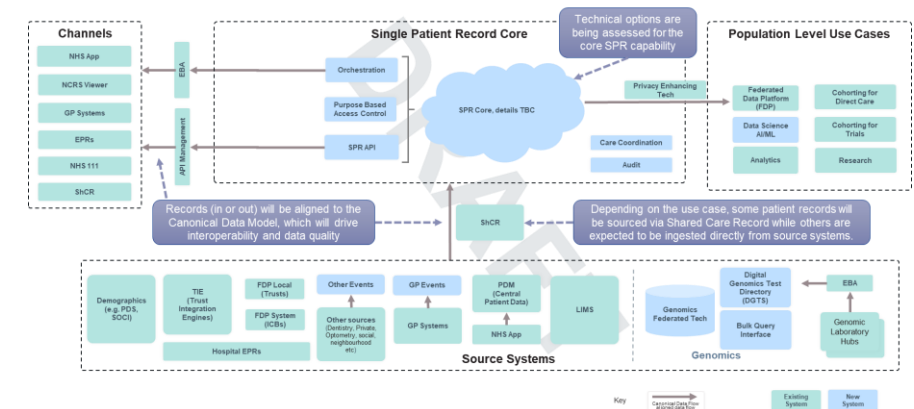 Channels
NHS App
NCRS Viewer
GP Systems
EPRs
NHS 111
ShCR
EBA
API Management
Single Patient Record Core
Orchestration
Purpose Based
Access Control
SPR API
SPR Core, details TBC
Care Coordination
Audit
Technical options are
being assessed for the
core SPR capability
Privacy Enhancing
Tech
Population Level Use Cases
Federated
Data Platform
(FDP)
Data Science
AI/ML
Analytics
Cohorting for
Direct Care
Cohorting for
Trials
Research
DRAFT
Records (in or out) will be aligned to the
Canonical Data Model, which will drive
interoperability and data quality
ShCR
Depending on the use case, some patient records will
be sourced via Shared Care Record while others are
expected to be ingested directly from source systems.
Demographics
(e.g. PDS,
SOCI)
TIE
(Trust
Integration
Engines)
FDP Local
(Trusts)
FDP System
(ICBs)
Hospital EPRs
Other Events
Other sources
(Dentistry, Private,
Optometry, social,
neighbourhood
etc)
GP Events
GP Systems
PDM
(Central
Patient Data)
NHS App
LIMS
Source Systems
Genomics
Federated Tech
Digital
Genomics Test
Directory
(DGTS)
Bulk Query
Interface
EBA
Genomic
Laboratory
Hubs
Genomics
Key
Canonical Data Flow
aligned data flow
Existing
System
New
System